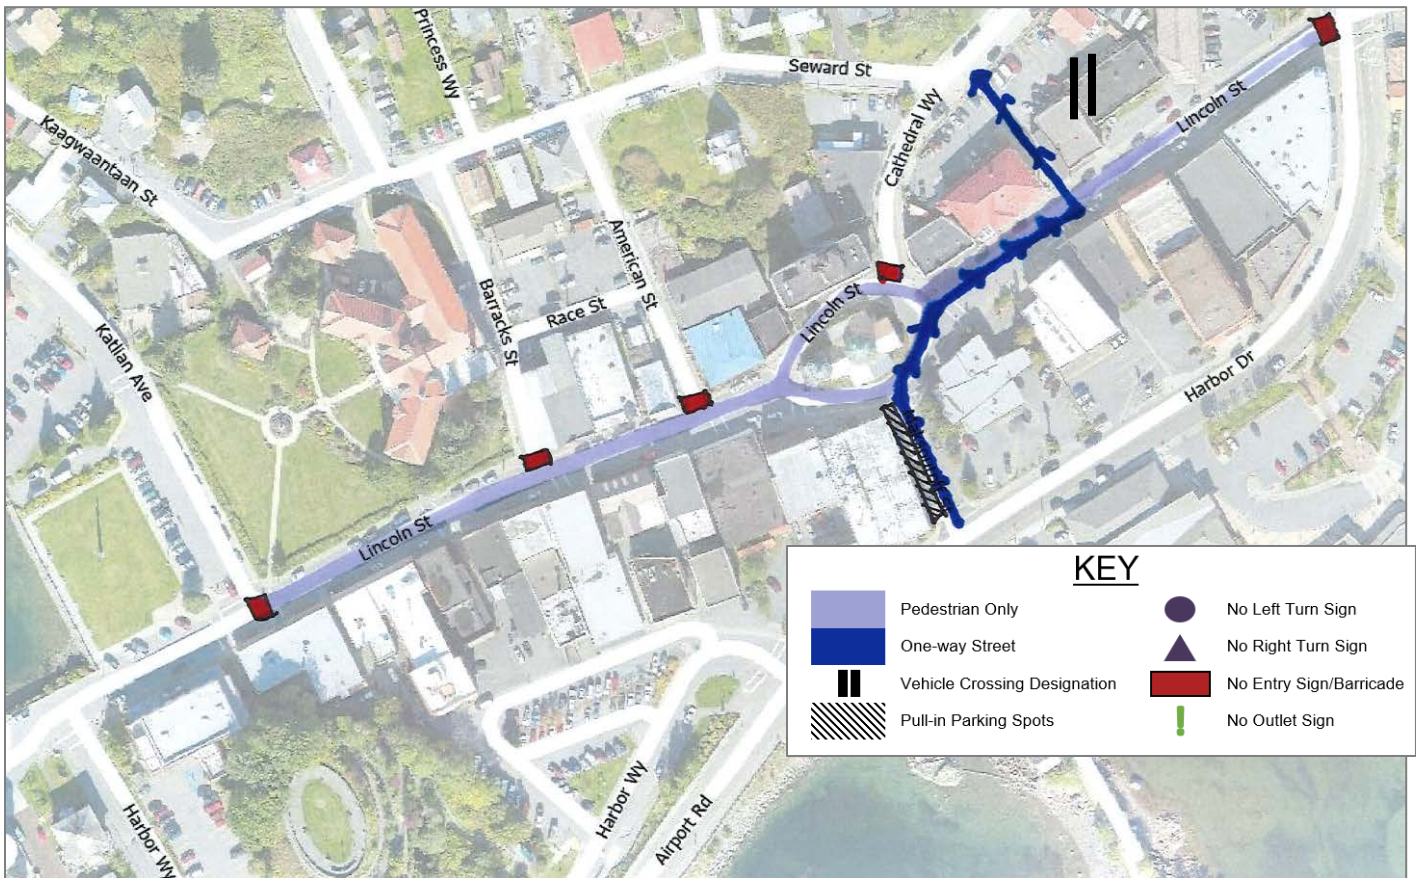 Princess Wy
Seward St
Lincoln St
Cathedral Wy
Kaagwaantaan St
American St
Barracks St
Race St
Lincoln St
Katlian Ave
Harbor Dr
Lincoln St
Harbor Wy
Harbor Wy
Airport Rd
KEY
Pedestrian Only
No Left Turn Sign
One-way Street
No Right Turn Sign
Vehicle Crossing Designation
No Entry Sign/Barricade
Pull-in Parking Spots
No Outlet Sign